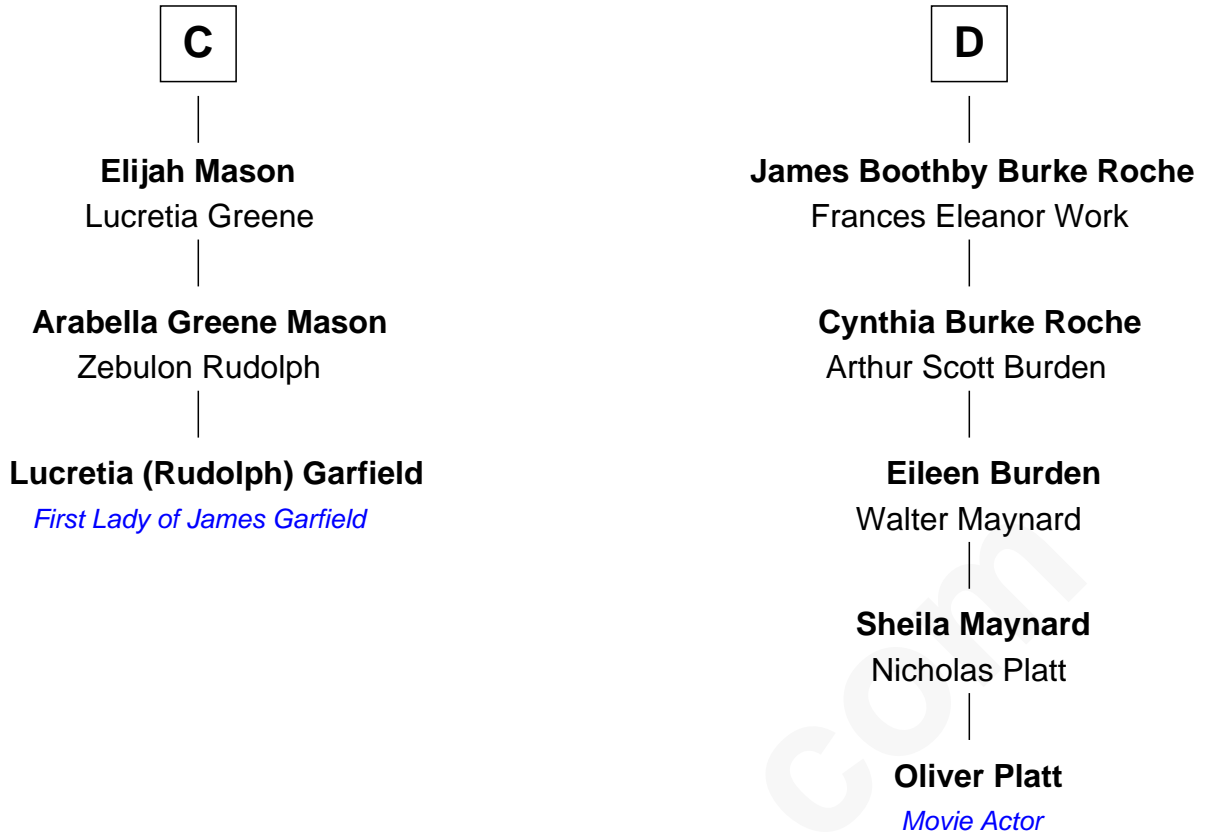 C
Elijah Mason
Lucretia Greene
Arabella Greene Mason
Zebulon Rudolph
Lucretia (Rudolph) Garfield
First Lady of James Garfield
D
James Boothby Burke Roche
Frances Eleanor Work
Cynthia Burke Roche
Arthur Scott Burden
Eileen Burden
Walter Maynard
Sheila Maynard
Nicholas Platt
Oliver Platt
Movie Actor
com